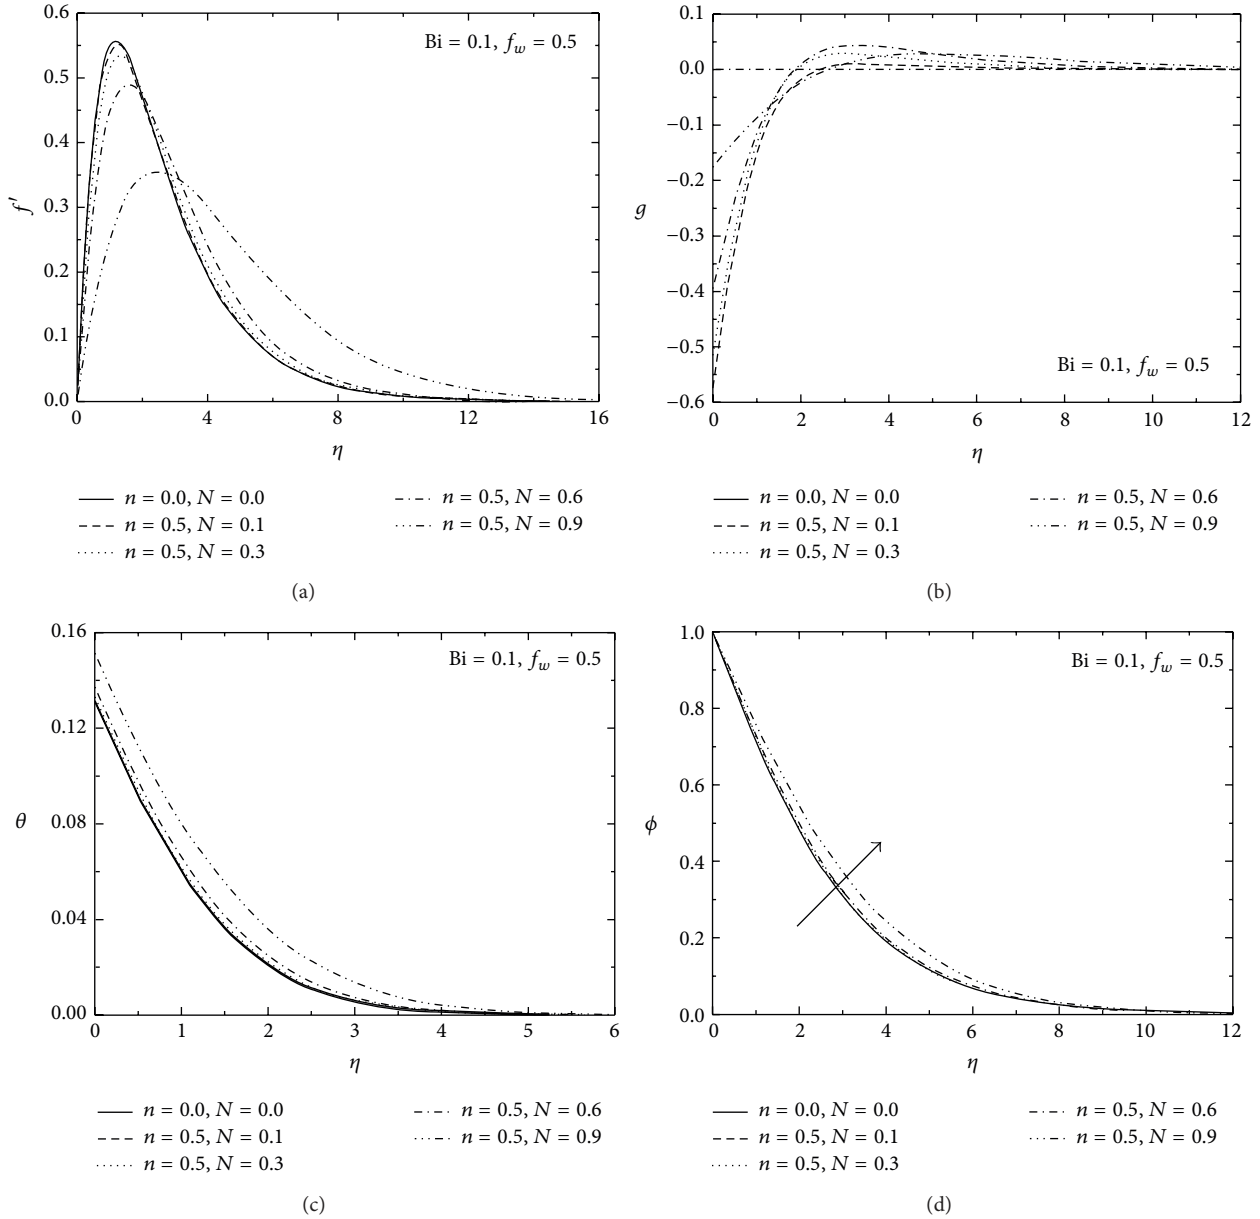 0.6
0.5
0.4
0.3
0.2
0.1
0.0
f′
Bi = 0.1, f_w = 0.5
0 4 8 12 16
η
n = 0.0, N = 0.0
n = 0.5, N = 0.1
n = 0.5, N = 0.3
n = 0.5, N = 0.6
n = 0.5, N = 0.9
(a)
0.1
0.0
−0.1
−0.2
−0.3
−0.4
−0.5
−0.6
g
Bi = 0.1, f_w = 0.5
0 2 4 6 8 10 12
η
n = 0.0, N = 0.0
n = 0.5, N = 0.1
n = 0.5, N = 0.3
n = 0.5, N = 0.6
n = 0.5, N = 0.9
(b)
0.16
0.12
0.08
0.04
0.00
θ
Bi = 0.1, f_w = 0.5
0 1 2 3 4 5 6
η
n = 0.0, N = 0.0
n = 0.5, N = 0.1
n = 0.5, N = 0.3
n = 0.5, N = 0.6
n = 0.5, N = 0.9
(c)
1.0
0.8
0.6
0.4
0.2
0.0
ϕ
Bi = 0.1, f_w = 0.5
0 2 4 6 8 10 12
η
n = 0.0, N = 0.0
n = 0.5, N = 0.1
n = 0.5, N = 0.3
n = 0.5, N = 0.6
n = 0.5, N = 0.9
(d)